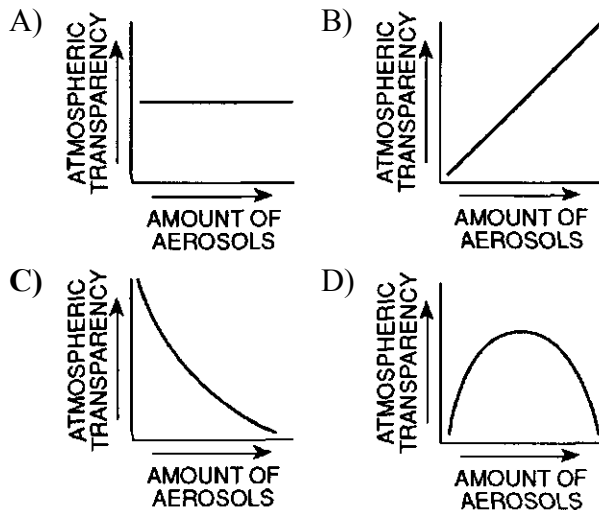 A)
ATMOSPHERIC
TRANSPARENCY
AMOUNT OF
AEROSOLS
B)
ATMOSPHERIC
TRANSPARENCY
AMOUNT OF
AEROSOLS
C)
ATMOSPHERIC
TRANSPARENCY
AMOUNT OF
AEROSOLS
D)
ATMOSPHERIC
TRANSPARENCY
AMOUNT OF
AEROSOLS